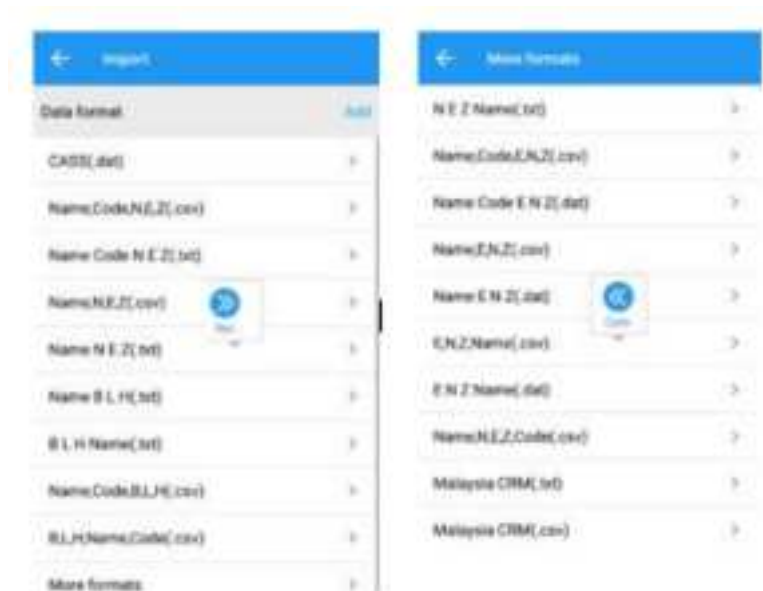 Import
Data format
Add
CASS(.dat)
Name,Code,N,E,Z(.csv)
Name Code N E Z(.txt)
Name,N,E,Z(.csv)
Name N E Z(.txt)
Name B L H(.txt)
B L H Name(.txt)
Name,Code,B,L,H(.csv)
B,L,H,Name,Code(.csv)
More formats
More formats
N E Z Name(.txt)
Name,Code,E,N,Z(.csv)
Name Code E N Z(.dat)
Name,E,N,Z(.csv)
Name E N Z(.dat)
E,N,Z,Name(.csv)
E N Z Name(.dat)
Name,N,E,Z,Code(.csv)
Malaysia CRM(.txt)
Malaysia CRM(.csv)